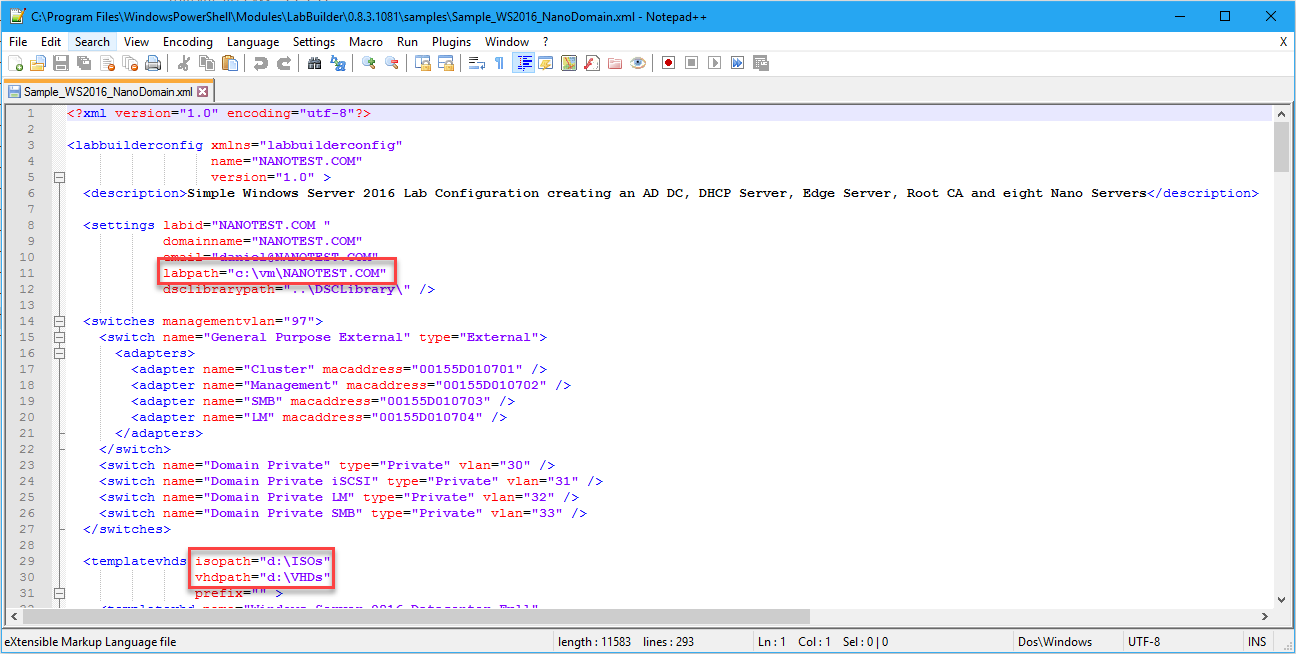 C:\Program Files\WindowsPowerShell\Modules\LabBuilder\0.8.3.1081\samples\Sample_WS2016_NanoDomain.xml - Notepad++
File Edit Search View Encoding Language Settings Macro Run Plugins Window ? X
Sample_WS2016_NanoDomain.xml
1 <?xml version="1.0" encoding="utf-8"?>
2
3 <labbuilderconfig xmlns="labbuilderconfig"
4 name="NANOTEST.COM"
5 version="1.0" >
6 <description>Simple Windows Server 2016 Lab Configuration creating an AD DC, DHCP Server, Edge Server, Root CA and eight Nano Servers</description>
7
8 <settings labid="NANOTEST.COM "
9 domainname="NANOTEST.COM"
10 email="daniel@NANOTEST.COM"
11 labpath="c:\vm\NANOTEST.COM"
12 dsclibrarypath="..\DSCLibrary\" />
13
14 <switches managementvlan="97">
15 <switch name="General Purpose External" type="External">
16 <adapters>
17 <adapter name="Cluster" macaddress="00155D010701" />
18 <adapter name="Management" macaddress="00155D010702" />
19 <adapter name="SMB" macaddress="00155D010703" />
20 <adapter name="LM" macaddress="00155D010704" />
21 </adapters>
22 </switch>
23 <switch name="Domain Private" type="Private" vlan="30" />
24 <switch name="Domain Private iSCSI" type="Private" vlan="31" />
25 <switch name="Domain Private LM" type="Private" vlan="32" />
26 <switch name="Domain Private SMB" type="Private" vlan="33" />
27 </switches>
28
29 <templatevhds isopath="d:\ISOs"
30 vhdpath="d:\VHDs"
31 prefix="" >
eXtensible Markup Language file length : 11583 lines : 293 Ln : 1 Col : 1 Sel : 0 | 0 Dos\Windows UTF-8 INS